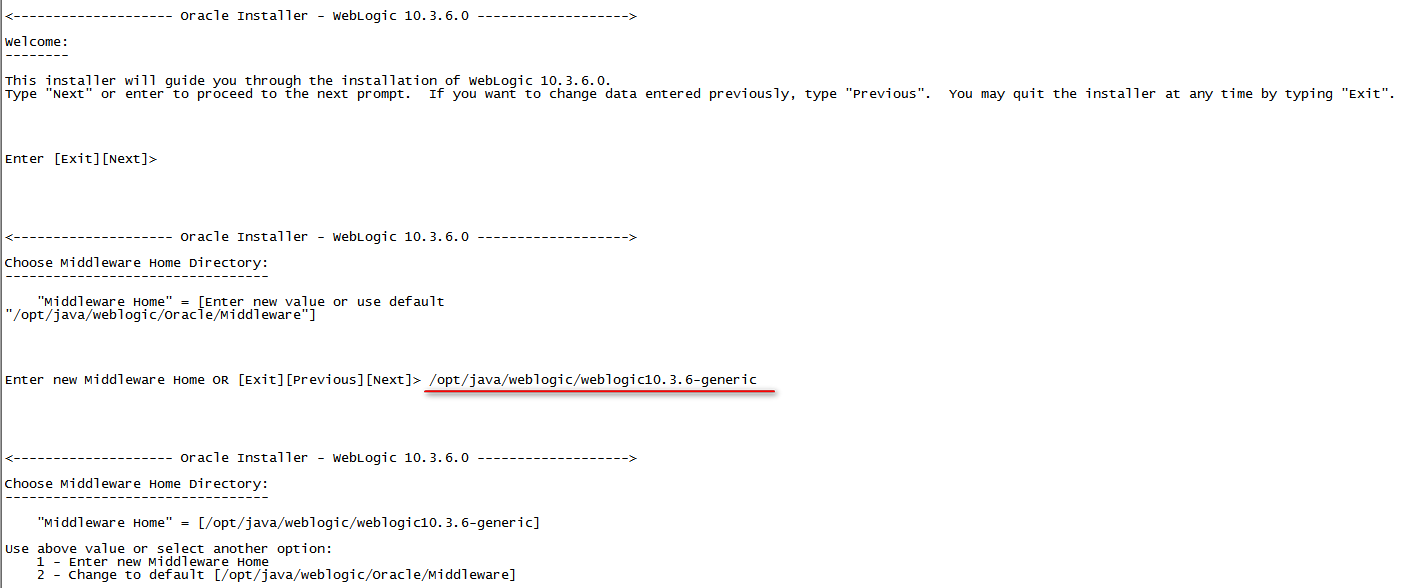 <-------------------- Oracle Installer - WebLogic 10.3.6.0 ------------------->
Welcome:
--------
This installer will guide you through the installation of WebLogic 10.3.6.0.
Type "Next" or enter to proceed to the next prompt.  If you want to change data entered previously, type "Previous".  You may quit the installer at any time by typing "Exit".
Enter [Exit][Next]>
<-------------------- Oracle Installer - WebLogic 10.3.6.0 ------------------->
Choose Middleware Home Directory:
---------------------------------
    "Middleware Home" = [Enter new value or use default
"/opt/java/weblogic/Oracle/Middleware"]
Enter new Middleware Home OR [Exit][Previous][Next]> /opt/java/weblogic/weblogic10.3.6-generic
<-------------------- Oracle Installer - WebLogic 10.3.6.0 ------------------->
Choose Middleware Home Directory:
---------------------------------
    "Middleware Home" = [/opt/java/weblogic/weblogic10.3.6-generic]
Use above value or select another option:
    1 - Enter new Middleware Home
    2 - Change to default [/opt/java/weblogic/Oracle/Middleware]